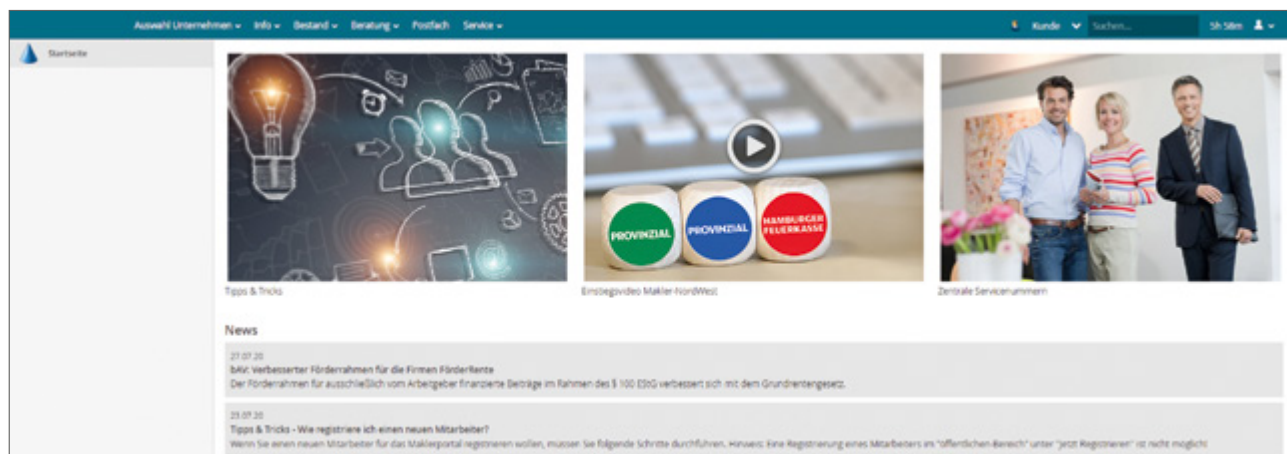 Auswahl Unternehmen Info Bestand Beratung Postfach Service Kunde Suchen... 5h 58m
Startseite
PROVINZIAL PROVINZIAL HAMBURGER FEUERKASSE
Tipps & Tricks Einstiegsvideo Makler-NordWest Zentrale Servicenummern
News
27.07.20
bAV: Verbesserter Förderrahmen für die Firmen FörderRente
Der Förderrahmen für ausschließlich vom Arbeitgeber finanzierte Beiträge im Rahmen des § 100 EStG verbessert sich mit dem Grundrentengesetz.
23.07.20
Tipps & Tricks - Wie registriere ich einen neuen Mitarbeiter?
Wenn Sie einen neuen Mitarbeiter für das Maklerportal registrieren wollen, müssen Sie folgende Schritte durchführen. Hinweis: Eine Registrierung eines Mitarbeiters im "öffentlichen-Bereich" unter "Jetzt Registrieren" ist nicht möglich!